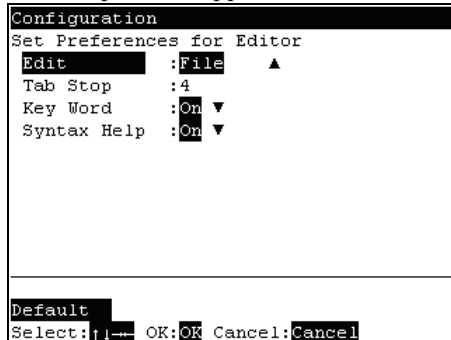 Configuration
Set Preferences for Editor
Edit :File ▲
Tab Stop :4
Key Word :On ▼
Syntax Help :On ▼
Default
Select:↑↓→← OK:OK Cancel:Cancel